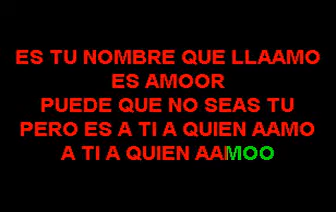 ES TU NOMBRE QUE LLAAMO
ES AMOOR
PUEDE QUE NO SEAS TU
PERO ES A TI A QUIEN AAMO
A TI A QUIEN AAMOO